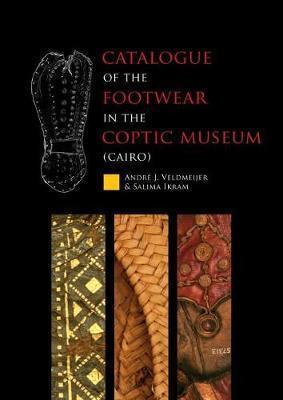 CATALOGUE
OF THE
FOOTWEAR
IN THE
COPTIC MUSEUM
(CAIRO)
ANDRÉ J. VELDMEIJER
& SALIMA IKRAM